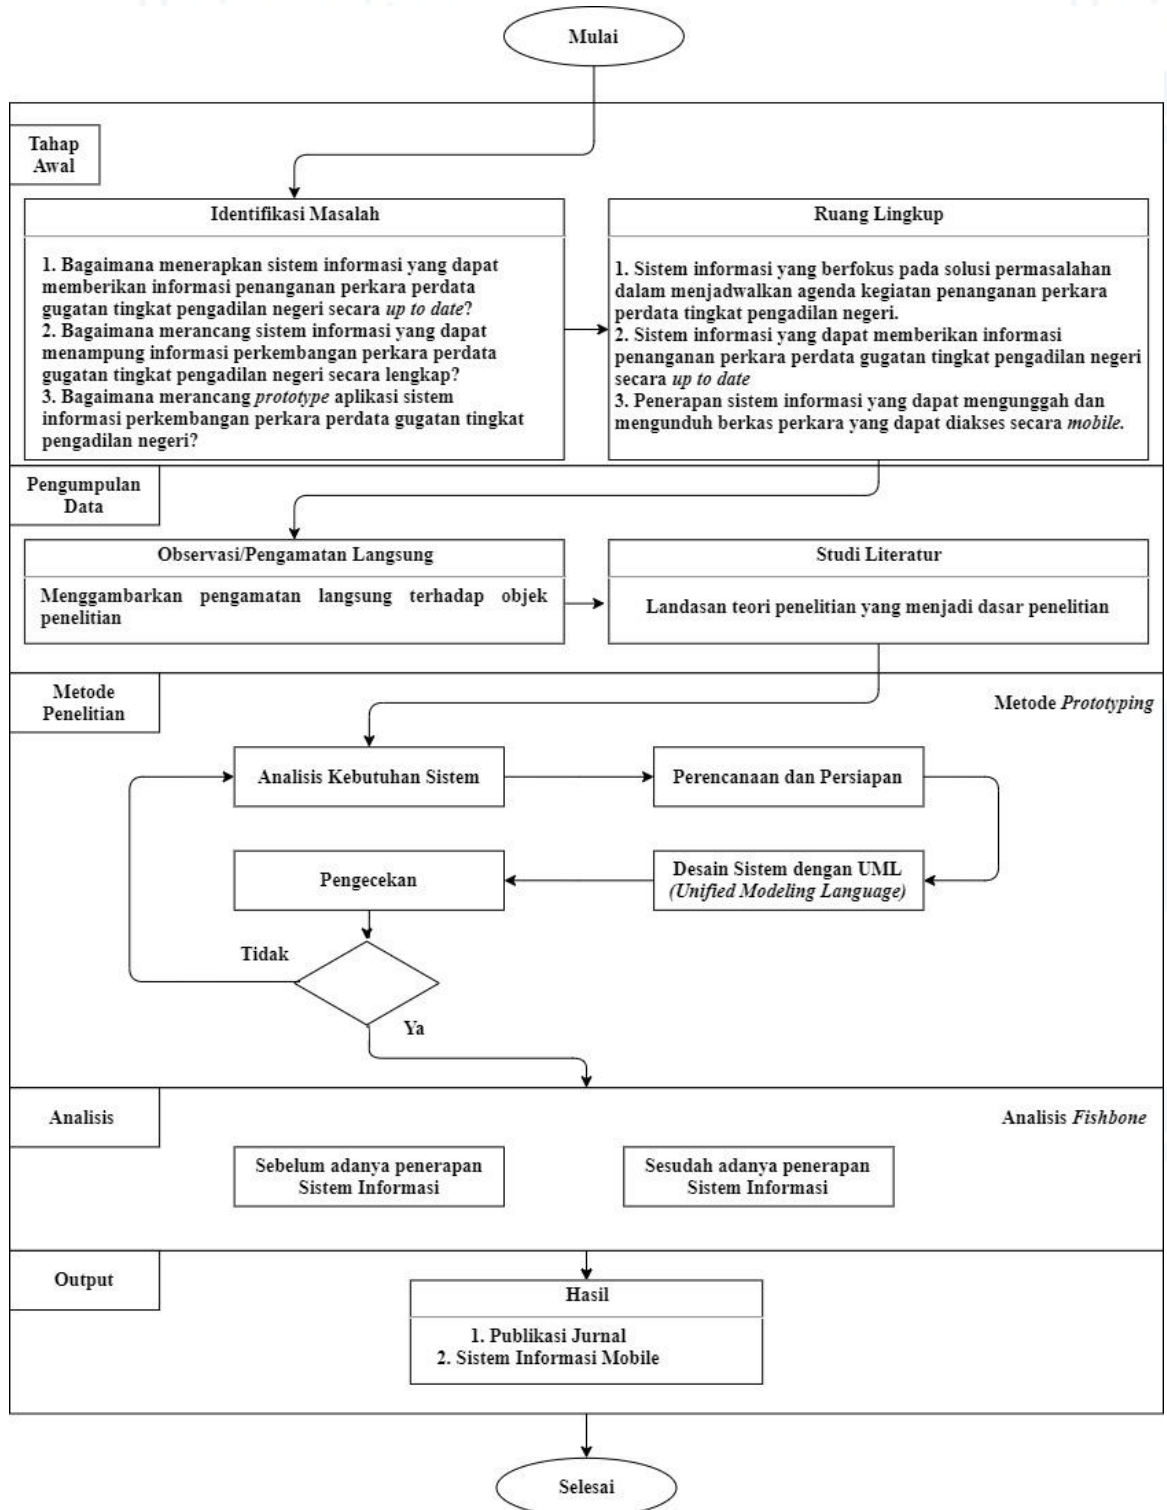 Mulai
Tahap
Awal
Identifikasi Masalah
1. Bagaimana menerapkan sistem informasi yang dapat
memberikan informasi penanganan perkara perdata
gugatan tingkat pengadilan negeri secara up to date?
2. Bagaimana merancang sistem informasi yang dapat
menampung informasi perkembangan perkara perdata
gugatan tingkat pengadilan negeri secara lengkap?
3. Bagaimana merancang prototype aplikasi sistem
informasi perkembangan perkara perdata gugatan tingkat
pengadilan negeri?
Ruang Lingkup
1. Sistem informasi yang berfokus pada solusi permasalahan
dalam menjadwalkan agenda kegiatan penanganan perkara
perdata tingkat pengadilan negeri.
2. Sistem informasi yang dapat memberikan informasi
penanganan perkara perdata gugatan tingkat pengadilan negeri
secara up to date
3. Penerapan sistem informasi yang dapat mengunggah dan
mengunduh berkas perkara yang dapat diakses secara mobile.
Pengumpulan
Data
Observasi/Pengamatan Langsung
Menggambarkan pengamatan langsung terhadap objek
penelitian
Studi Literatur
Landasan teori penelitian yang menjadi dasar penelitian
Metode
Penelitian
Metode Prototyping
Analisis Kebutuhan Sistem
Perencanaan dan Persiapan
Desain Sistem dengan UML
(Unified Modeling Language)
Pengecekan
Tidak
Ya
Analisis
Analisis Fishbone
Sebelum adanya penerapan
Sistem Informasi
Sesudah adanya penerapan
Sistem Informasi
Output
Hasil
1. Publikasi Jurnal
2. Sistem Informasi Mobile
Selesai